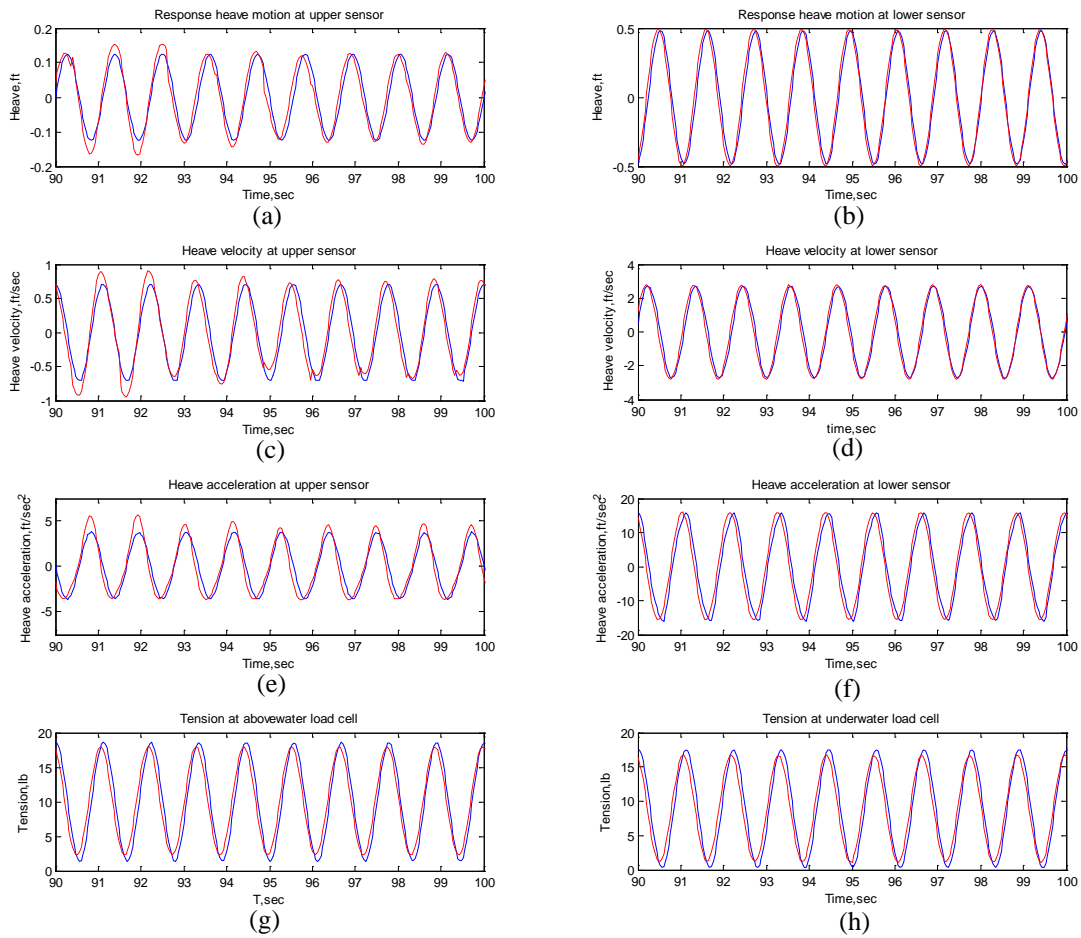 Response heave motion at upper sensor
0.2
0.1
0
-0.1
-0.2
Heave,ft
90 91 92 93 94 95 96 97 98 99 100
Time,sec
(a)
Response heave motion at lower sensor
0.5
0
-0.5
Heave,ft
90 91 92 93 94 95 96 97 98 99 100
Time,sec
(b)
Heave velocity at upper sensor
1
0.5
0
-0.5
-1
Heave velocity,ft/sec
90 91 92 93 94 95 96 97 98 99 100
Time,sec
(c)
Heave velocity at lower sensor
4
2
0
-2
-4
Heave velocity,ft/sec
90 91 92 93 94 95 96 97 98 99 100
time,sec
(d)
Heave acceleration at upper sensor
5
0
-5
Heave acceleration,ft/sec²
90 91 92 93 94 95 96 97 98 99 100
Time,sec
(e)
Heave acceleration at lower sensor
20
10
0
-10
-20
Heave acceleration,ft/sec²
90 91 92 93 94 95 96 97 98 99 100
Time,sec
(f)
Tension at abovewater load cell
20
15
10
5
0
Tension,lb
90 91 92 93 94 95 96 97 98 99 100
T,sec
(g)
Tension at underwater load cell
20
15
10
5
0
Tension,lb
90 91 92 93 94 95 96 97 98 99 100
Time,sec
(h)